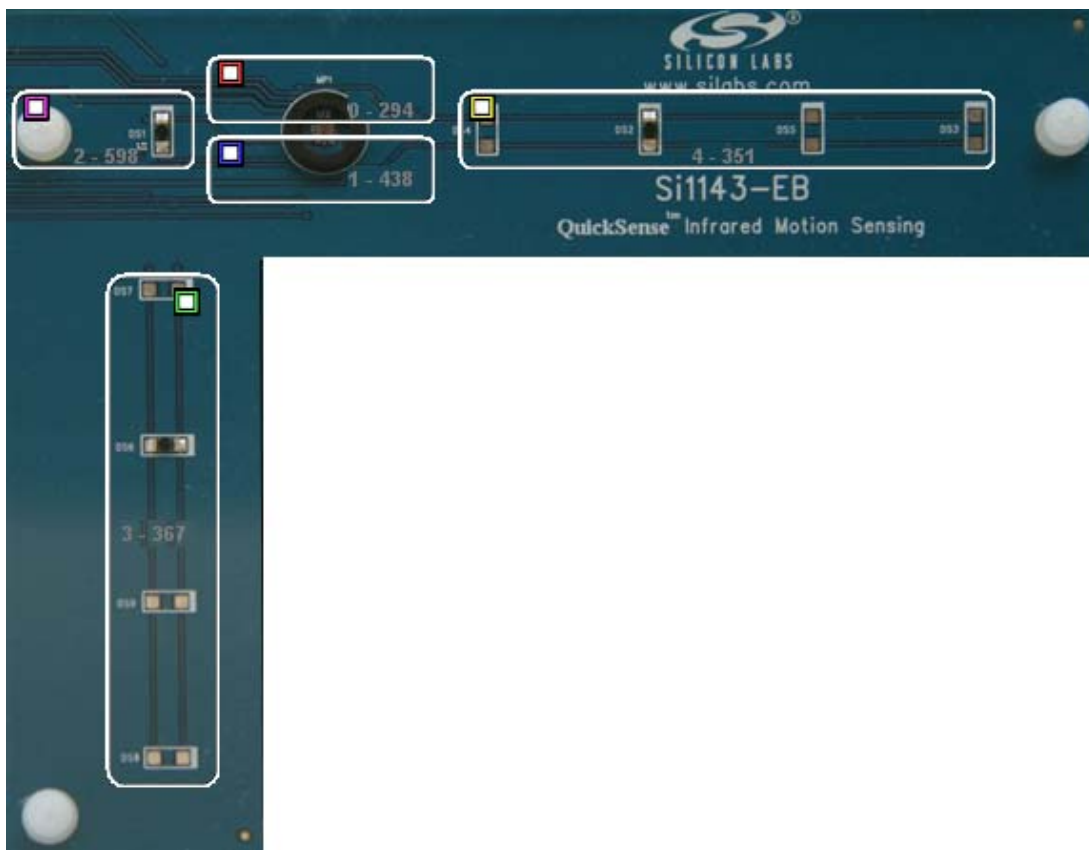 ®
SILICON LABS
www.silabs.com
MP1
0 - 294
DS1
2 - 598
1 - 438
DS4
DS2
DS5
DS3
4 - 351
Si1143-EB
QuickSense™ Infrared Motion Sensing
DS7
DS6
3 - 367
DS9
DS8